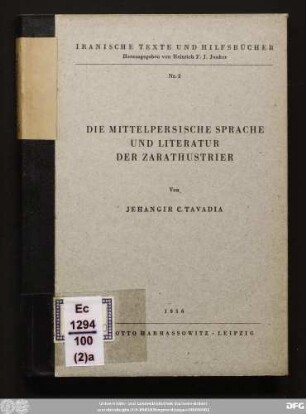 IRANISCHE TEXTE UND HILFSBÜCHER
Herausgegeben von Heinrich F. J. Junker
Nr. 2
DIE MITTELPERSISCHE SPRACHE
UND LITERATUR
DER ZARATHUSTRIER
Von
JEHANGIR C. TAVADIA
1956
OTTO HARRASSOWITZ · LEIPZIG
Ec
1294
100
(2)a
DFG